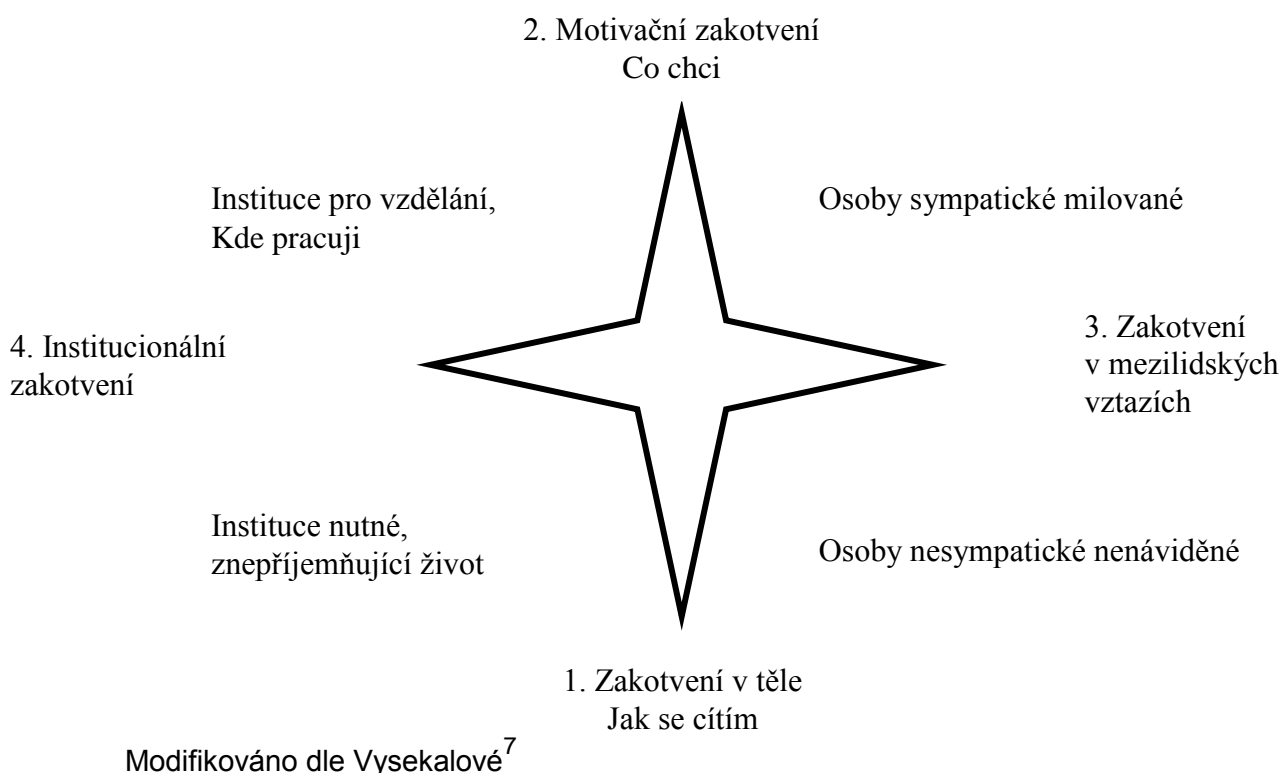 2. Motivační zakotvení
Co chci
Instituce pro vzdělání,
Kde pracuji
Osoby sympatické milované
4. Institucionální
zakotvení
3. Zakotvení
v mezilidských
vztazích
Instituce nutné,
znepříjemňující život
Osoby nesympatické nenáviděné
1. Zakotvení v těle
Jak se cítím
Modifikováno dle Vysekalové⁷